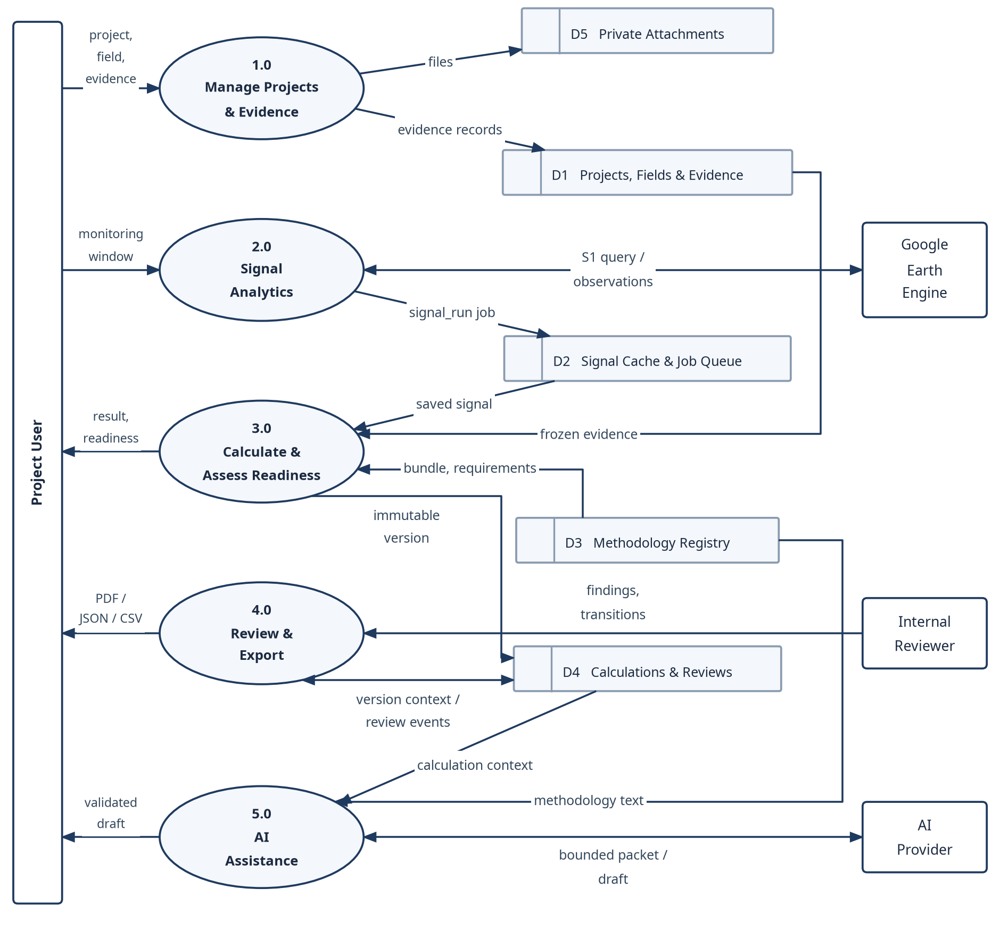 project,
field,
evidence
1.0
Manage Projects
& Evidence
files
D5 Private Attachments
evidence records
D1 Projects, Fields & Evidence
monitoring
window
2.0
Signal
Analytics
S1 query /
observations
Google
Earth
Engine
signal_run job
D2 Signal Cache & Job Queue
saved signal
Project User
result,
readiness
3.0
Calculate &
Assess Readiness
frozen evidence
bundle, requirements
immutable
version
D3 Methodology Registry
PDF /
JSON / CSV
4.0
Review &
Export
findings,
transitions
Internal
Reviewer
D4 Calculations & Reviews
version context /
review events
calculation context
validated
draft
5.0
AI
Assistance
methodology text
bounded packet /
draft
AI
Provider